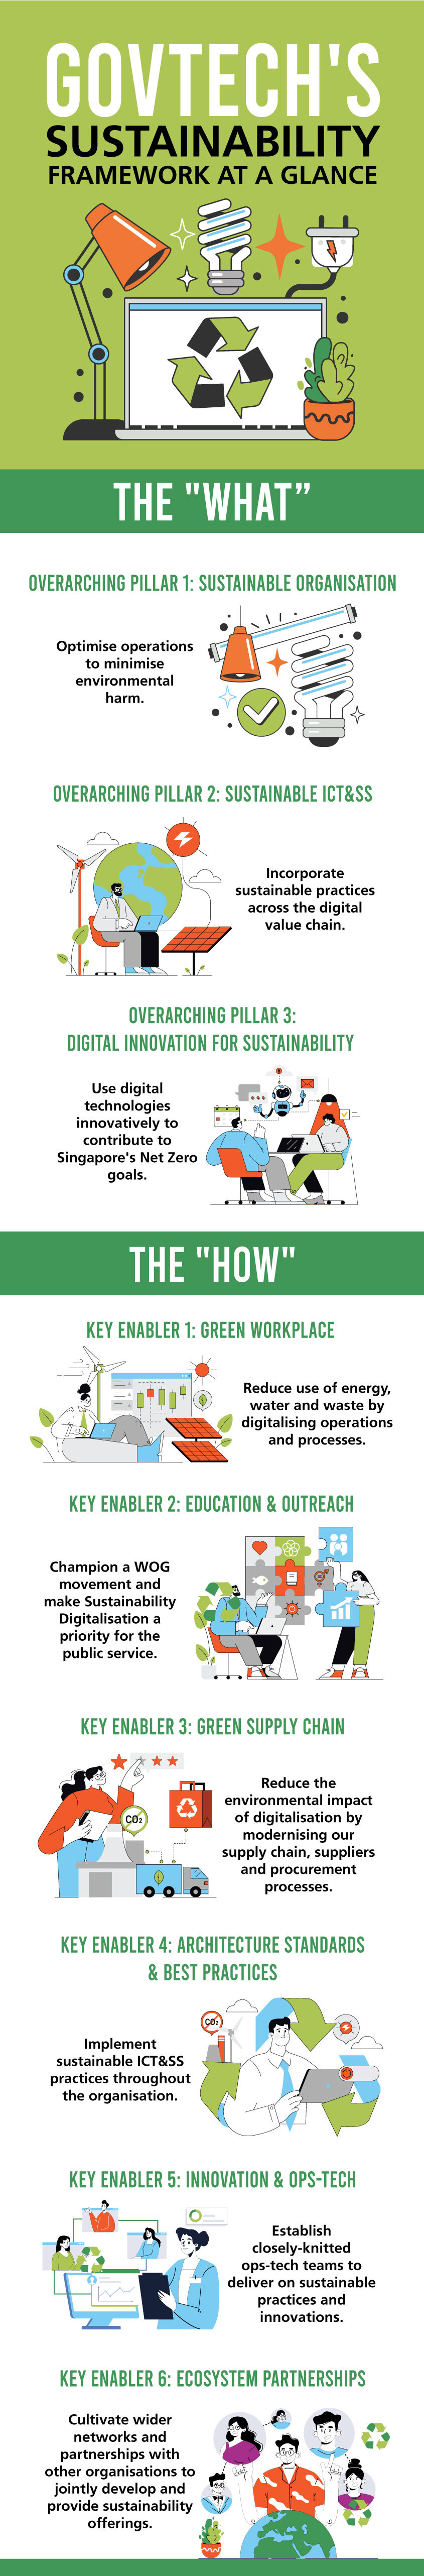 GOVTECH'S
SUSTAINABILITY
FRAMEWORK AT A GLANCE
THE "WHAT”
OVERARCHING PILLAR 1: SUSTAINABLE ORGANISATION
Optimise operations
to minimise
environmental
harm.
OVERARCHING PILLAR 2: SUSTAINABLE ICT&SS
Incorporate
sustainable practices
across the digital
value chain.
OVERARCHING PILLAR 3:
DIGITAL INNOVATION FOR SUSTAINABILITY
Use digital
technologies
innovatively to
contribute to
Singapore's Net Zero
goals.
THE "HOW"
KEY ENABLER 1: GREEN WORKPLACE
Reduce use of energy,
water and waste by
digitalising operations
and processes.
KEY ENABLER 2: EDUCATION & OUTREACH
Champion a WOG
movement and
make Sustainability
Digitalisation a
priority for the
public service.
KEY ENABLER 3: GREEN SUPPLY CHAIN
CO₂
Reduce the
environmental impact
of digitalisation by
modernising our
supply chain, suppliers
and procurement
processes.
KEY ENABLER 4: ARCHITECTURE STANDARDS
& BEST PRACTICES
CO₂
Implement
sustainable ICT&SS
practices throughout
the organisation.
KEY ENABLER 5: INNOVATION & OPS-TECH
Establish
closely-knitted
ops-tech teams to
deliver on sustainable
practices and
innovations.
KEY ENABLER 6: ECOSYSTEM PARTNERSHIPS
Cultivate wider
networks and
partnerships with
other organisations to
jointly develop and
provide sustainability
offerings.